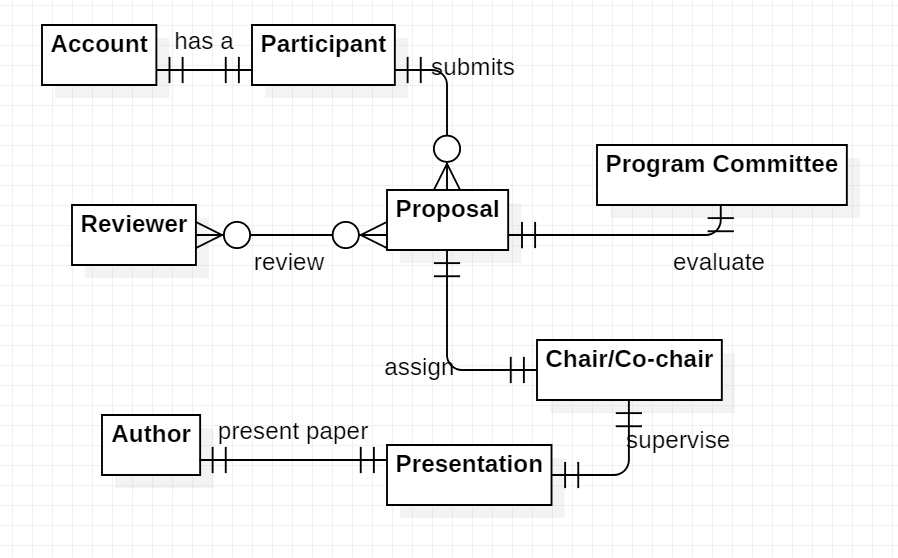 Account
has a
Participant
submits
Program Committee
Reviewer
Proposal
review
evaluate
assign
Chair/Co-chair
Author
present paper
supervise
Presentation